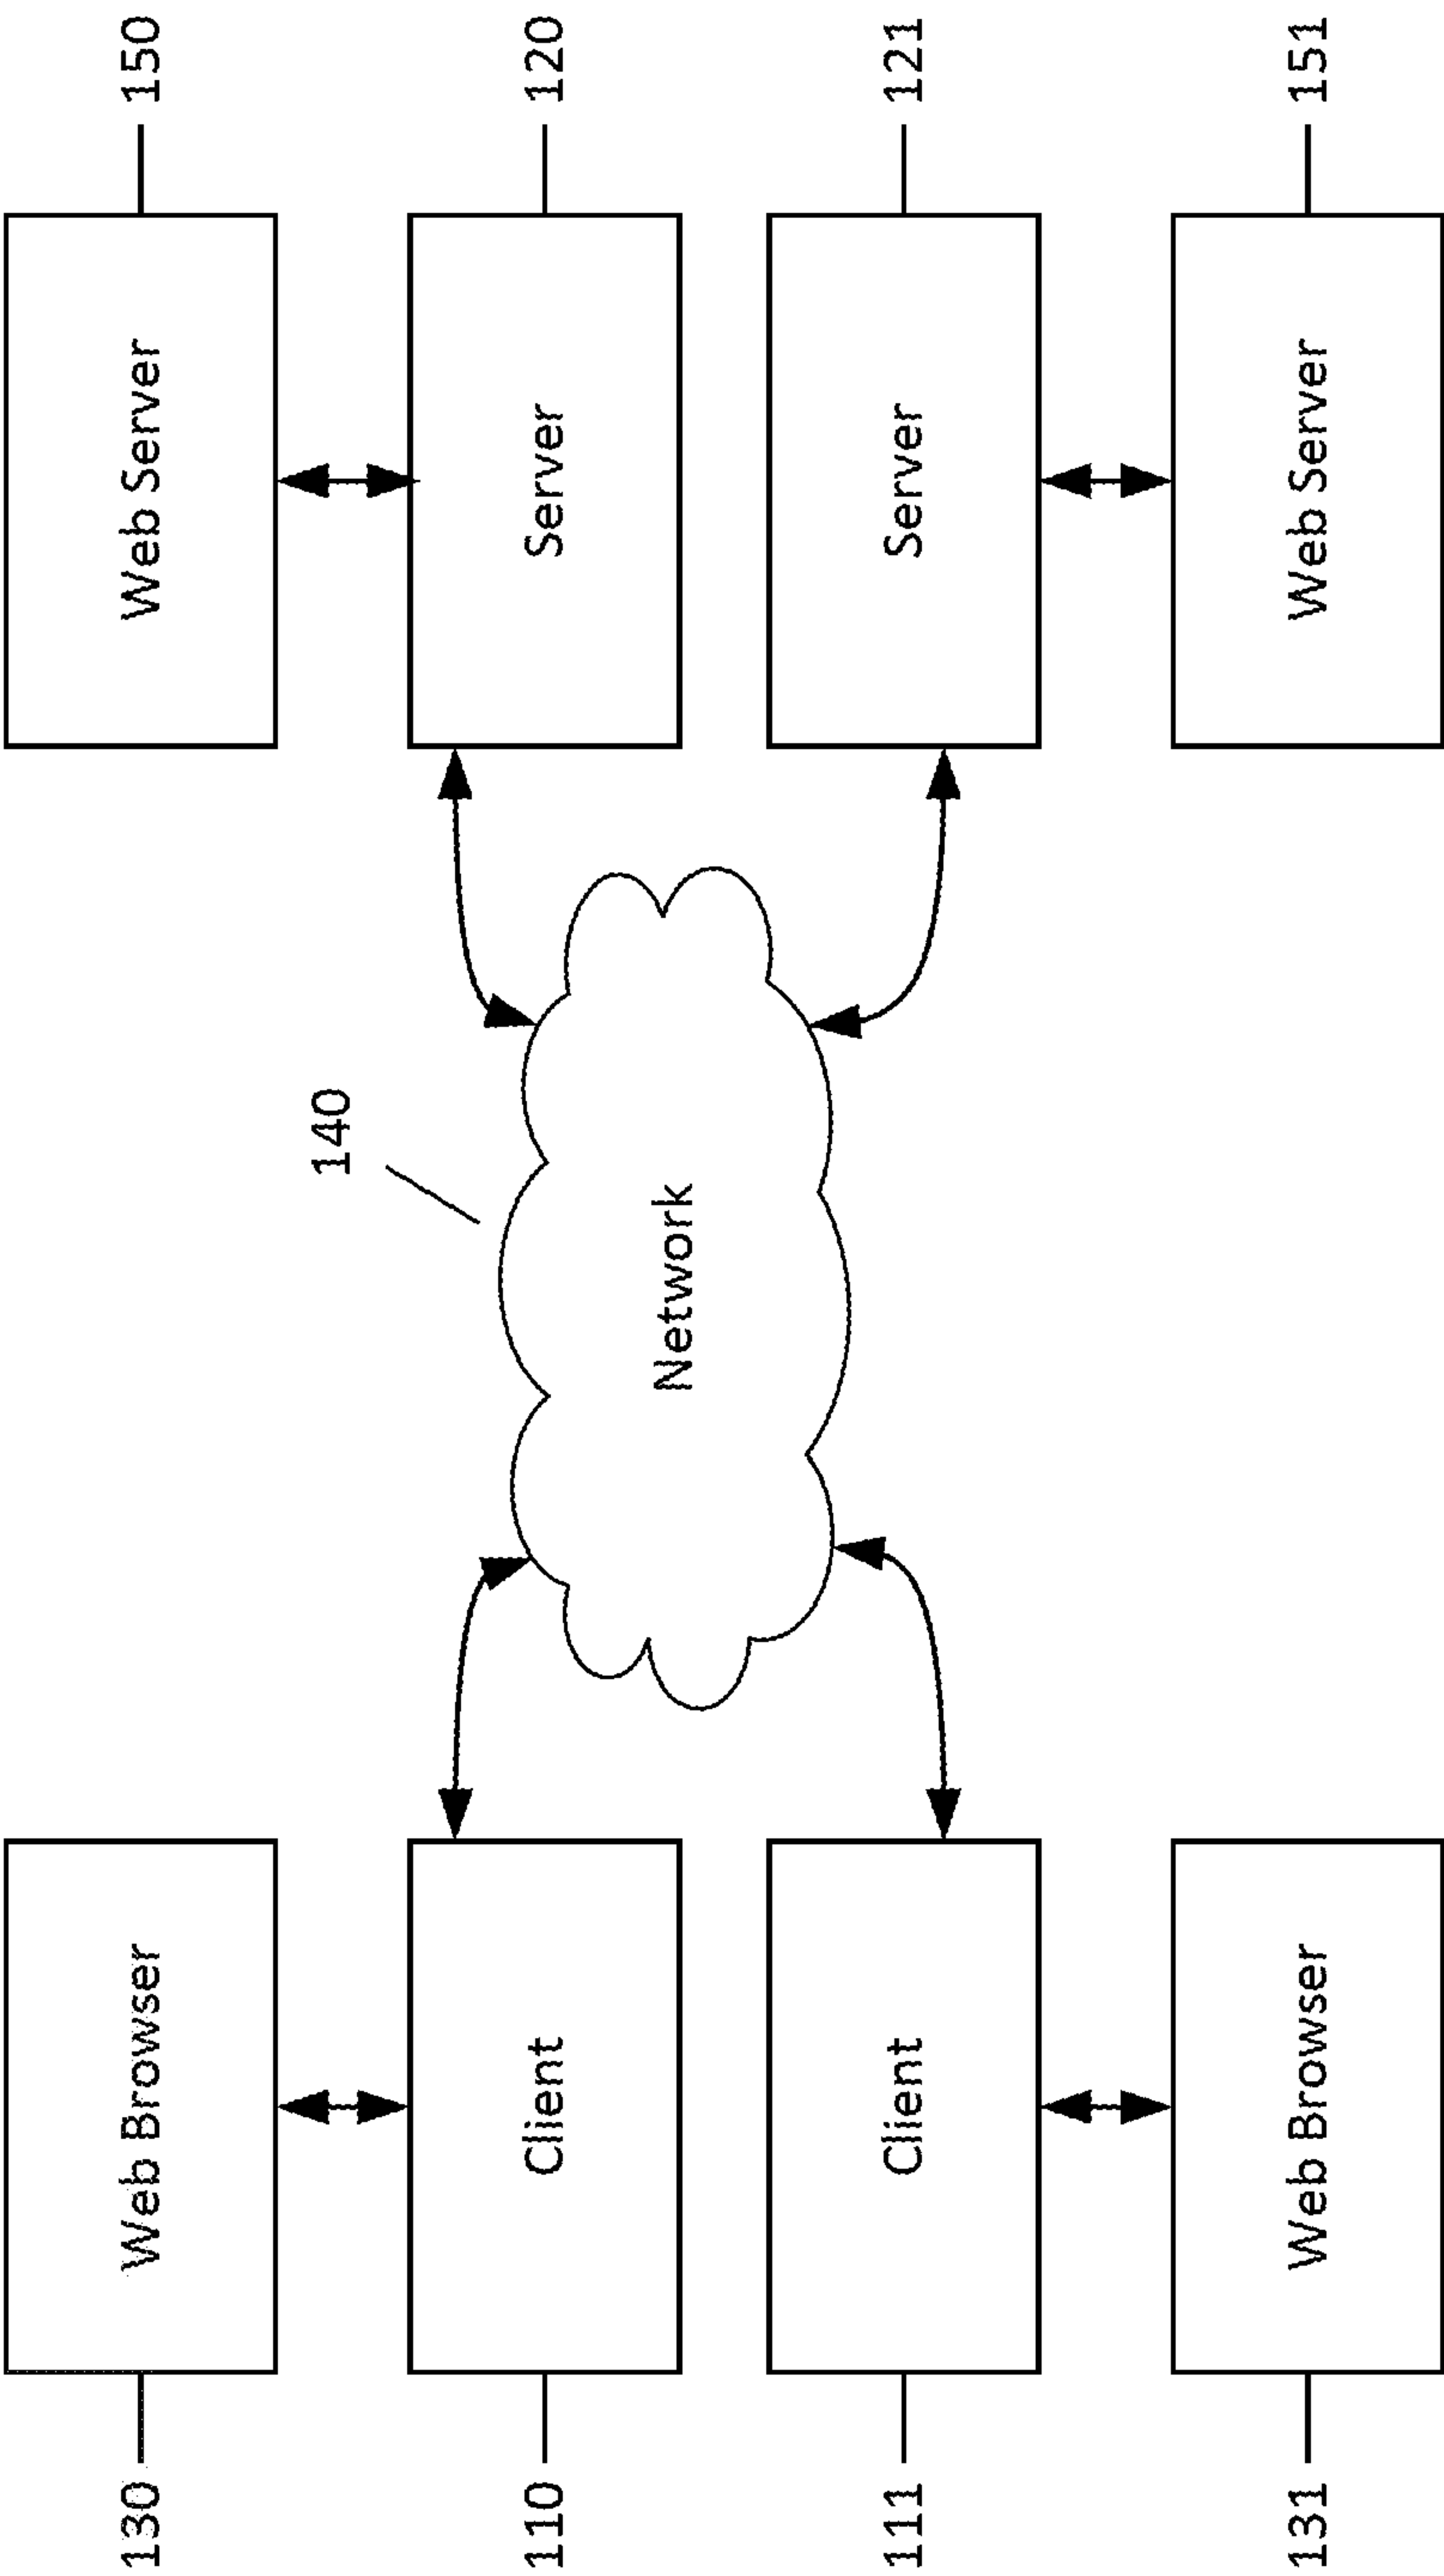 130
Web Browser
Web Server
150
140
110
Client
Server
120
Network
111
Client
Server
121
131
Web Browser
Web Server
151